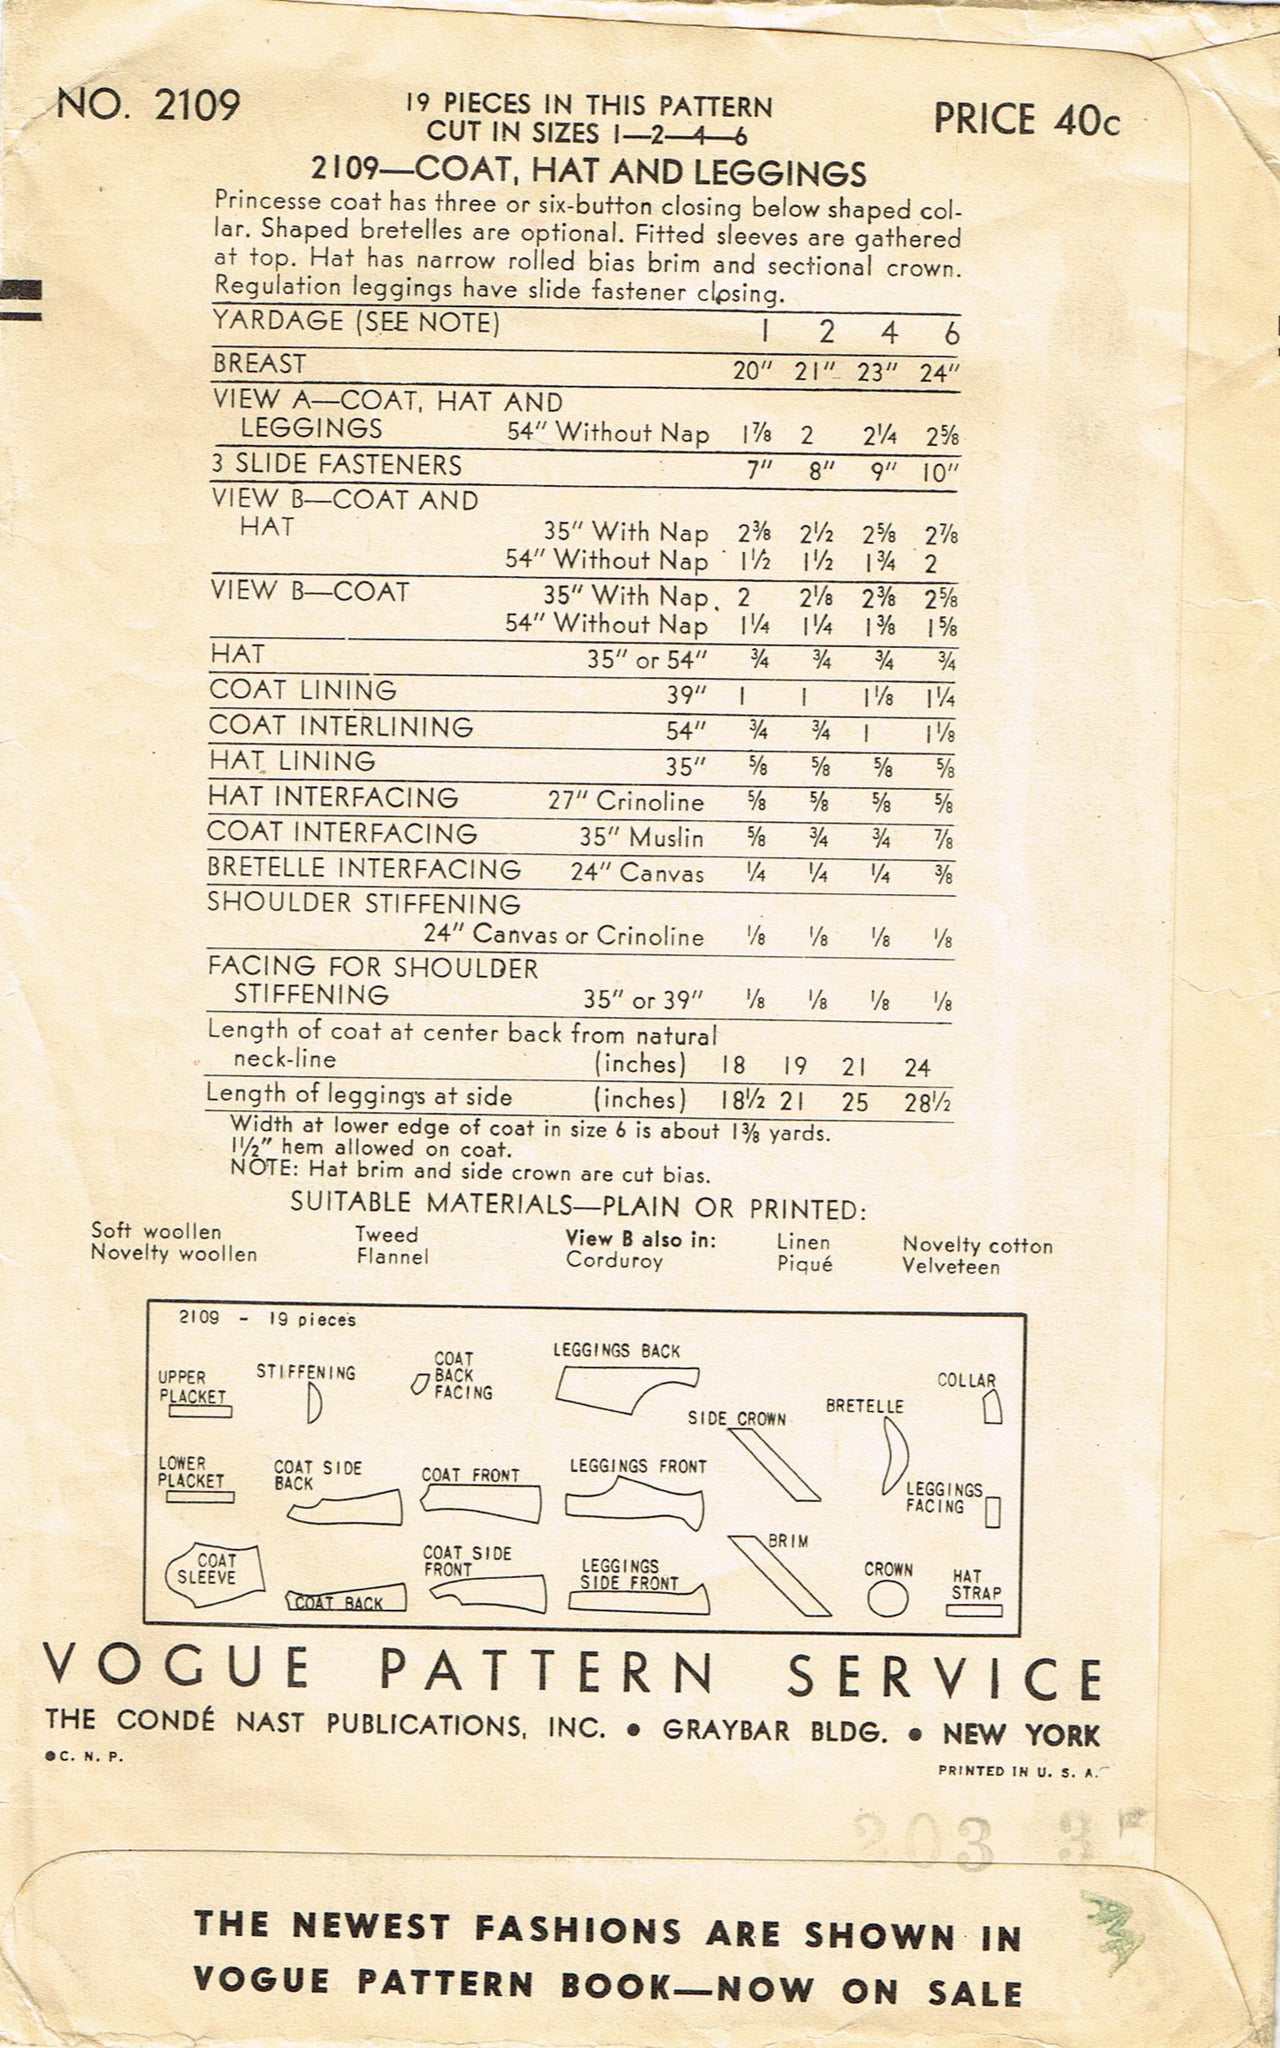 NO. 2109
19 PIECES IN THIS PATTERN
CUT IN SIZES 1—2—4—6
PRICE 40c
2109—COAT, HAT AND LEGGINGS
Princesse coat has three or six-button closing below shaped col-
lar. Shaped bretelles are optional. Fitted sleeves are gathered
at top. Hat has narrow rolled bias brim and sectional crown.
Regulation leggings have slide fastener closing.
YARDAGE (SEE NOTE) 1 2 4 6
BREAST 20" 21" 23" 24"
VIEW A—COAT, HAT AND
LEGGINGS 54" Without Nap 1⅞ 2 2¼ 2⅝
3 SLIDE FASTENERS 7" 8" 9" 10"
VIEW B—COAT AND
HAT 35" With Nap 2⅜ 2½ 2⅝ 2⅞
54" Without Nap 1½ 1½ 1¾ 2
VIEW B—COAT 35" With Nap 2 2⅛ 2⅜ 2⅝
54" Without Nap 1¼ 1¼ 1⅜ 1⅝
HAT 35" or 54" ¾ ¾ ¾ ¾
COAT LINING 39" 1 1 1⅛ 1¼
COAT INTERLINING 54" ¾ ¾ 1 1⅛
HAT LINING 35" ⅝ ⅝ ⅝ ⅝
HAT INTERFACING 27" Crinoline ⅝ ⅝ ⅝ ⅝
COAT INTERFACING 35" Muslin ⅝ ¾ ¾ ⅞
BRETELLE INTERFACING 24" Canvas ¼ ¼ ¼ ⅜
SHOULDER STIFFENING
24" Canvas or Crinoline ⅛ ⅛ ⅛ ⅛
FACING FOR SHOULDER
STIFFENING 35" or 39" ⅛ ⅛ ⅛ ⅛
Length of coat at center back from natural
neck-line (inches) 18 19 21 24
Length of leggings at side (inches) 18½ 21 25 28½
Width at lower edge of coat in size 6 is about 1⅜ yards.
1½" hem allowed on coat.
NOTE: Hat brim and side crown are cut bias.
SUITABLE MATERIALS—PLAIN OR PRINTED:
Soft woollen Tweed View B also in: Linen Novelty cotton
Novelty woollen Flannel Corduroy Piqué Velveteen
2109 - 19 pieces
UPPER
PLACKET
STIFFENING
COAT
BACK
FACING
LEGGINGS BACK
SIDE CROWN
BRETELLE
COLLAR
LOWER
PLACKET
COAT SIDE
BACK
COAT FRONT
LEGGINGS FRONT
LEGGINGS
FACING
COAT
SLEEVE
COAT BACK
COAT SIDE
FRONT
LEGGINGS
SIDE FRONT
BRIM
CROWN
HAT
STRAP
VOGUE PATTERN SERVICE
THE CONDÉ NAST PUBLICATIONS, INC. ● GRAYBAR BLDG. ● NEW YORK
●C. N. P.
PRINTED IN U. S. A.
203 3
THE NEWEST FASHIONS ARE SHOWN IN
VOGUE PATTERN BOOK—NOW ON SALE